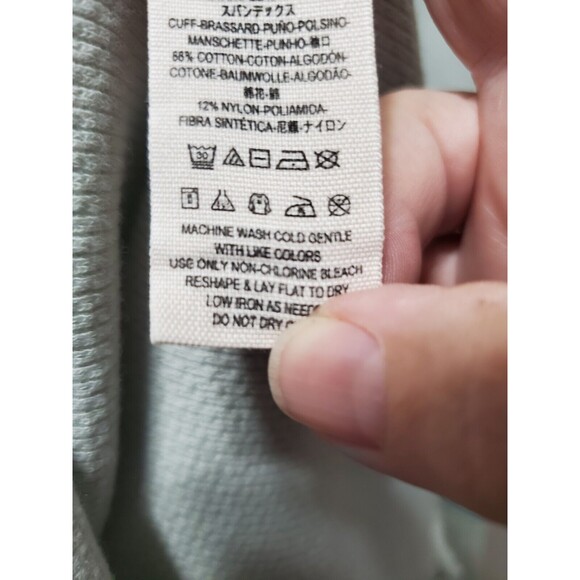 スパンデックス
CUFF-BRASSARD-PUÑO-POLSINO-
MANSCHETTE-PUNHO-袖口
88% COTTON-COTON-ALGODÓN-
COTONE-BAUMWOLLE-ALGODÃO-
棉花-綿
12% NYLON-POLIAMIDA-
FIBRA SINTÉTICA-尼龍-ナイロン
30
MACHINE WASH COLD GENTLE
WITH LIKE COLORS
USE ONLY NON-CHLORINE BLEACH
RESHAPE & LAY FLAT TO DRY
LOW IRON AS NEED
DO NOT DRY